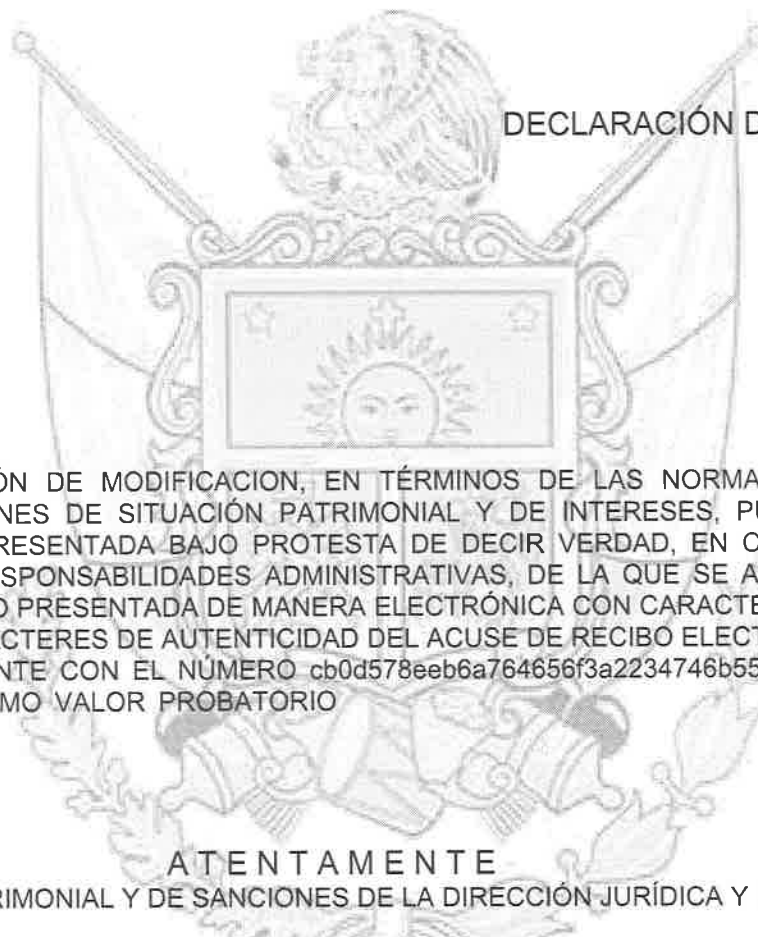 DECLARACIÓN D
ÓN DE MODIFICACION, EN TÉRMINOS DE LAS NORMA
NES DE SITUACIÓN PATRIMONIAL Y DE INTERESES, PU
RESENTADA BAJO PROTESTA DE DECIR VERDAD, EN C
SPONSABILIDADES ADMINISTRATIVAS, DE LA QUE SE A
O PRESENTADA DE MANERA ELECTRÓNICA CON CARACTE
ACTERES DE AUTENTICIDAD DEL ACUSE DE RECIBO ELECT
NTE CON EL NÚMERO cb0d578eeb6a764656f3a2234746b55
MO VALOR PROBATORIO
ATENTAMENTE
RIMONIAL Y DE SANCIONES DE LA DIRECCIÓN JURÍDICA Y